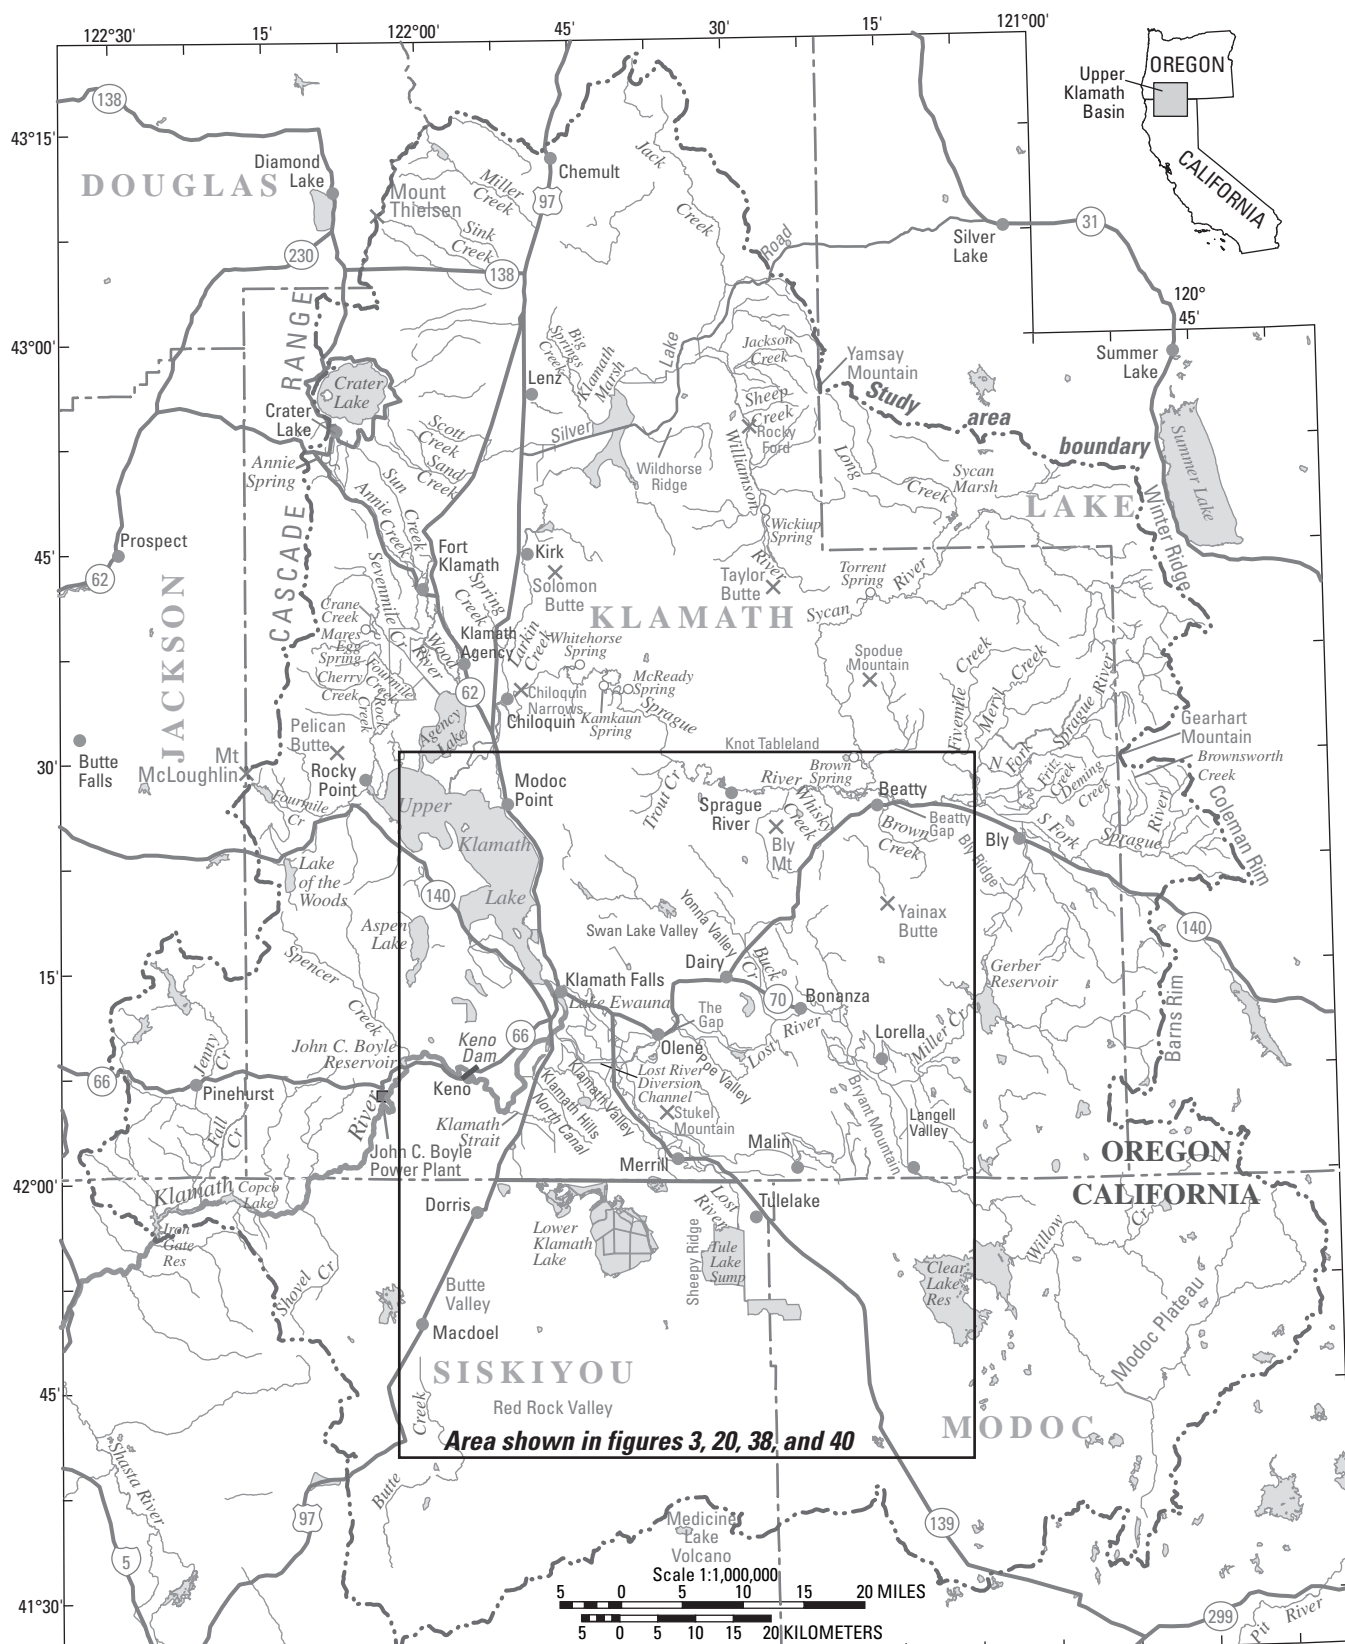 122°30'
15'
122°00'
45'
30'
15'
121°00'
OREGON
Upper
Klamath
Basin
CALIFORNIA
138
43°15'
Diamond
Lake
DOUGLAS
Mount
Thielsen
Miller
Creek
Chemult
97
Jack
Creek
Sink
Creek
230
138
Road
Silver
Lake
31
120°
45'
Summer
Lake
43°00'
CASCADE RANGE
Crater
Lake
Crater
Lake
Big
Springs
Creek
Klamath
Marsh
Lake
Lenz
Silver
Jackson
Creek
Yamsay
Mountain
Sheep
Creek
Rocky
Ford
Study
area
boundary
Summer Lake
Scott
Creek
Sand
Creek
Annie
Spring
Sun
Creek
Annie
Creek
Wildhorse
Ridge
Williamson
River
Long
Creek
Sycan
Marsh
LAKE
Winter Ridge
Wickiup
Spring
45'
Prospect
62
Fort
Klamath
Kirk
Solomon
Butte
Taylor
Butte
Torrent
Spring
Sycan
River
JACKSON
KLAMATH
Sevenmile Cr
Spring
Creek
Crane
Creek
Mares
Egg
Spring
Cherry
Creek
Fourmile
Creek
Rock
Creek
Wood
River
Klamath
Agency
Larkin
Creek
Whitehorse
Spring
McReady
Spring
Spodue
Mountain
62
Chiloquin
Narrows
Chiloquin
Kamkaun
Spring
Sprague
River
Fivemile
Creek
Meryl
Creek
N
Fork
Sprague
River
Gearhart
Mountain
Brownsworth
Creek
Butte
Falls
Mt
McLoughlin
Pelican
Butte
Agency
Lake
30'
Rocky
Point
Fourmile
Cr
Upper
Klamath
Lake
Modoc
Point
Knot Tableland
Brown
Spring
Trout Cr
Sprague
River
Whisky
Creek
Beatty
Beatty
Gap
Fritz
Creek
Deming
Creek
Bly
Mt
Brown
Creek
Bly Ridge
Bly
S Fork
Sprague
River
Coleman Rim
Lake
of the
Woods
140
Yainax
Butte
140
Aspen
Lake
Swan Lake Valley
Yonna Valley
Spencer
Creek
15'
Klamath Falls
Dairy
Buck
Cr
70
Bonanza
Gerber
Reservoir
Barns Rim
Lake Ewauna
The
Gap
Lost River
Lorella
Miller Cr
Jenny
Cr
John C. Boyle
Reservoir
Keno
Dam
66
Olene
Poe Valley
66
Pinehurst
Keno
Lost River
Diversion
Channel
Klamath Valley
Klamath Hills
North Canal
Stukel
Mountain
Bryant Mountain
Langell
Valley
Fall
Cr
River
Klamath
Strait
John C. Boyle
Power Plant
Merrill
Malin
OREGON
42°00'
CALIFORNIA
Klamath
Copco
Lake
Dorris
Lost
River
Tulelake
Iron
Gate
Res
Lower
Klamath
Lake
Sheepy Ridge
Tule
Lake
Sump
Clear
Lake
Res
Willow
Cr
Shovel
Cr
Butte
Valley
Modoc Plateau
Macdoel
SISKIYOU
45'
Creek
Red Rock Valley
MODOC
Area shown in figures 3, 20, 38, and 40
Shasta River
Butte
97
Medicine
Lake
Volcano
139
5
Scale 1:1,000,000
5 0 5 10 15 20 MILES
5 0 5 10 15 20 KILOMETERS
41°30'
299
Pit
River